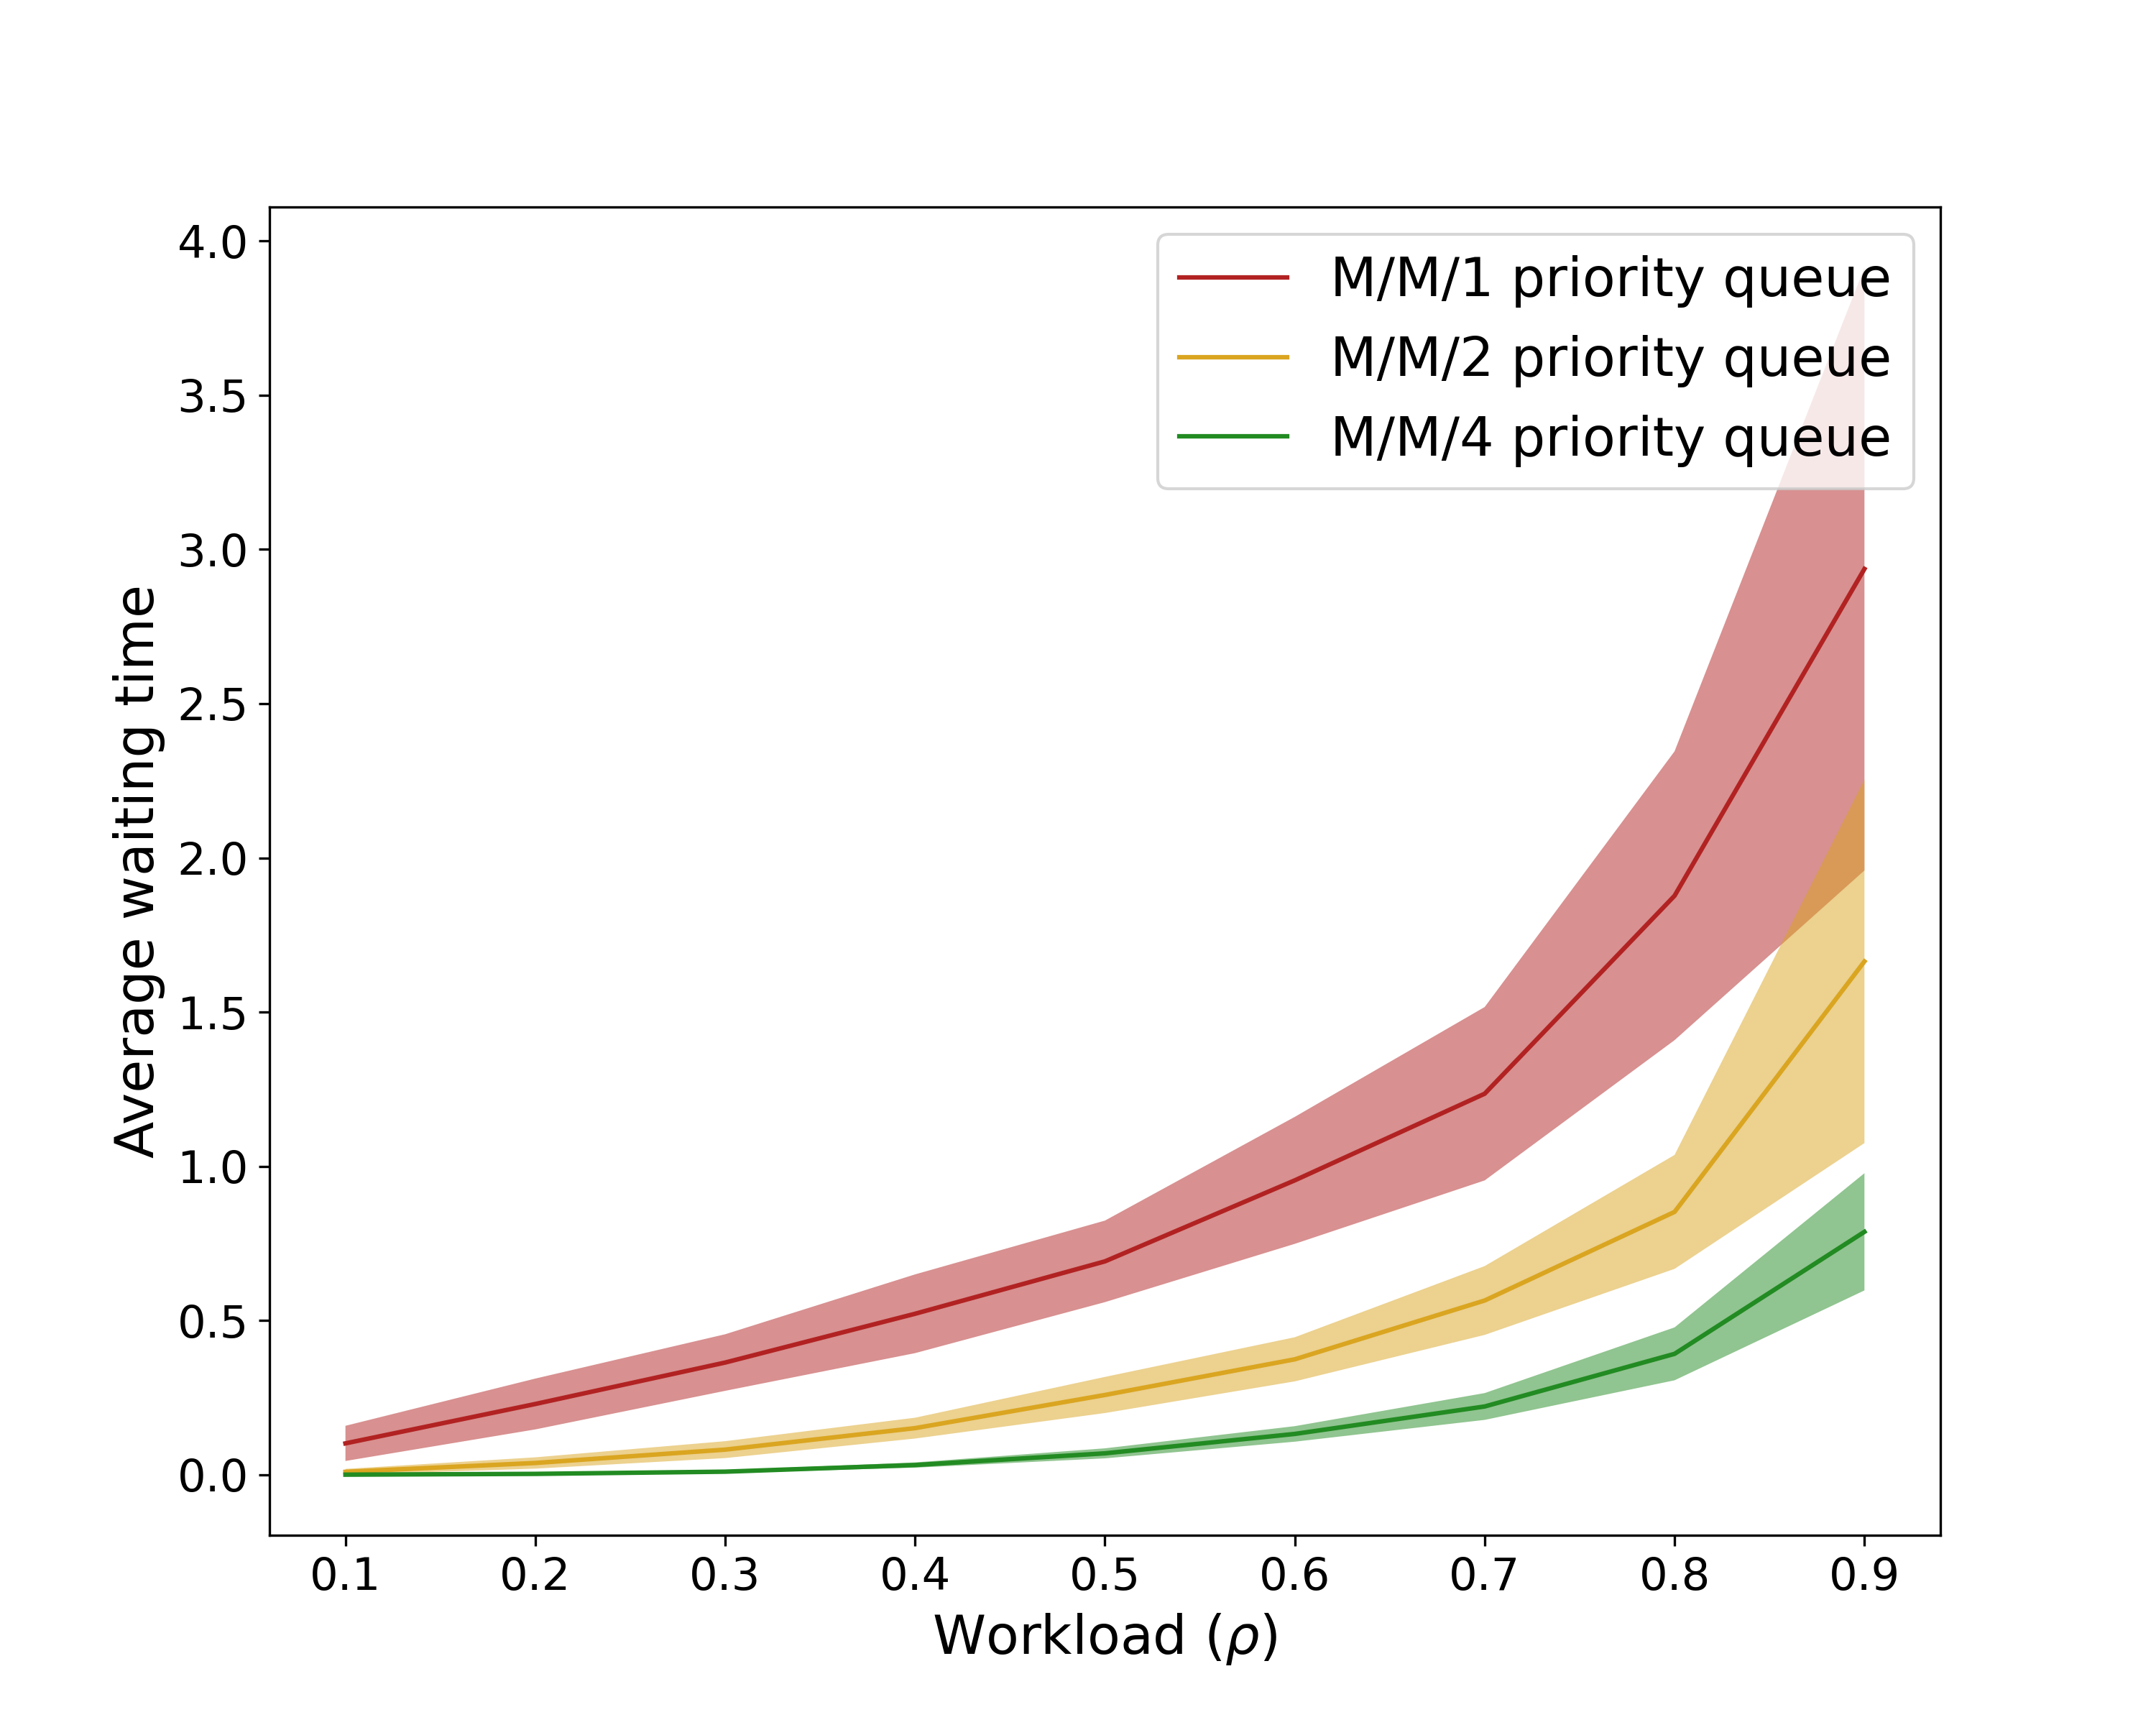 M/M/1 priority queue
M/M/2 priority queue
M/M/4 priority queue
Average waiting time
4.0
3.5
3.0
2.5
2.0
1.5
1.0
0.5
0.0
0.1 0.2 0.3 0.4 0.5 0.6 0.7 0.8 0.9
Workload (ρ)